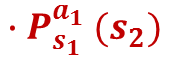 · P_{s_1}^{a_1} (s_2)